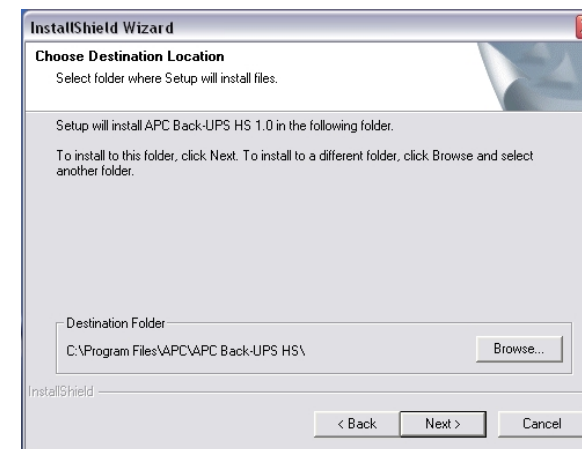 InstallShield Wizard
Choose Destination Location
Select folder where Setup will install files.
Setup will install APC Back-UPS HS 1.0 in the following folder.
To install to this folder, click Next. To install to a different folder, click Browse and select
another folder.
Destination Folder
C:\Program Files\APC\APC Back-UPS HS\
Browse...
InstallShield
< Back
Next >
Cancel